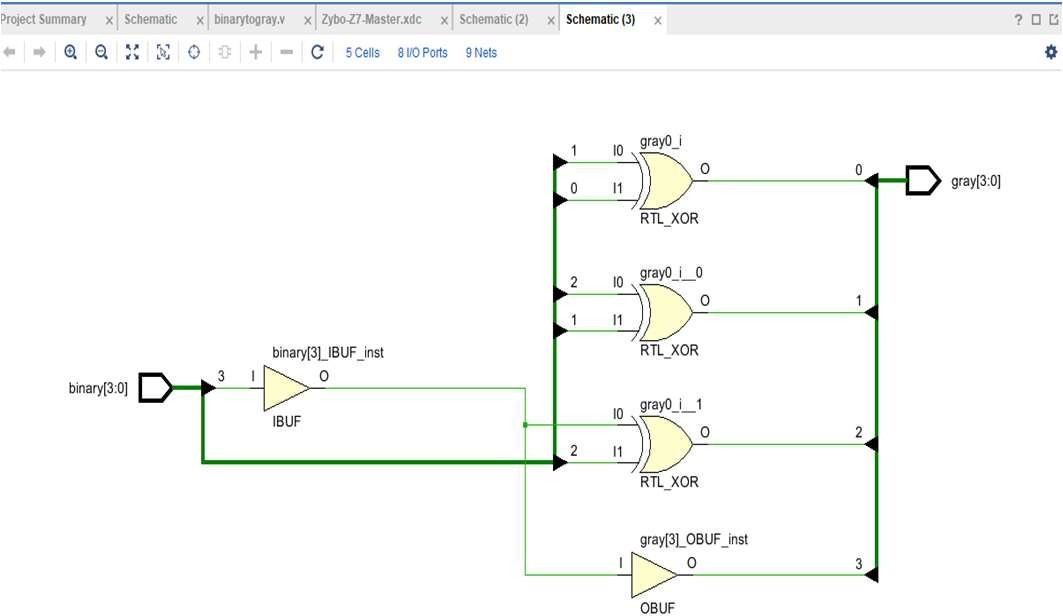 Project Summary Schematic binarytogray.v Zybo-Z7-Master.xdc Schematic (2) Schematic (3) ?
5 Cells 8 I/O Ports 9 Nets
gray0_i
1 I0 O 0 gray[3:0]
0 I1
RTL_XOR
gray0_i__0
2 I0 O 1
1 I1
RTL_XOR
binary[3]_IBUF_inst
binary[3:0] 3 I O
IBUF
gray0_i__1
I0 O 2
2 I1
RTL_XOR
gray[3]_OBUF_inst
I O 3
OBUF